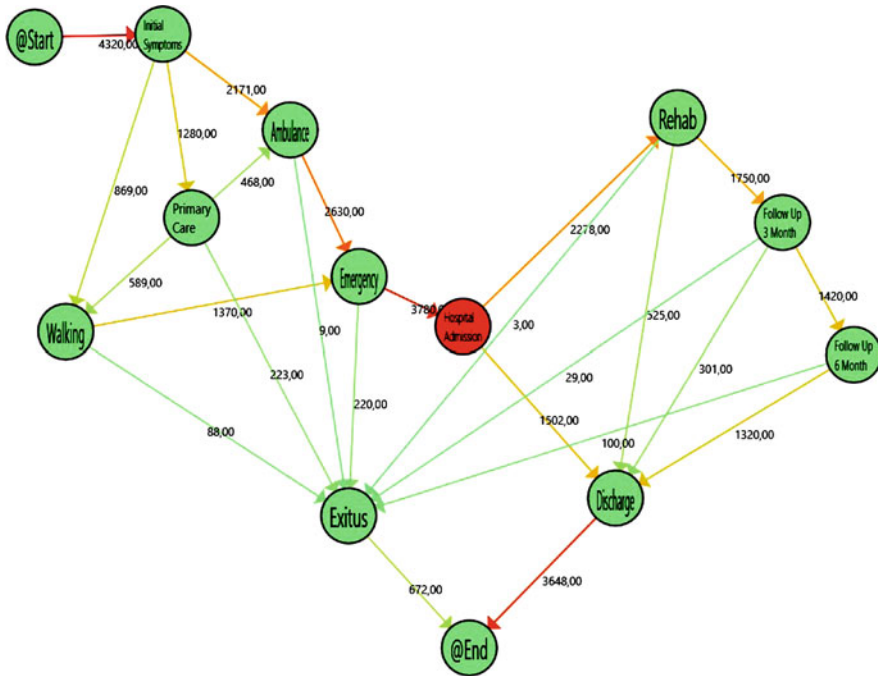 @Start
4320,00
Initial
Symptoms
2171,00
1280,00
869,00
Ambulance
468,00
Primary
Care
589,00
2630,00
Emergency
Walking
1370,00
223,00
9,00
220,00
88,00
3780,00
Hospital
Admission
2278,00
3,00
Rehab
1750,00
Follow Up
3 Month
525,00
29,00
301,00
1420,00
Follow Up
6 Month
1502,00
100,00
1320,00
Exitus
Discharge
672,00
3648,00
@End